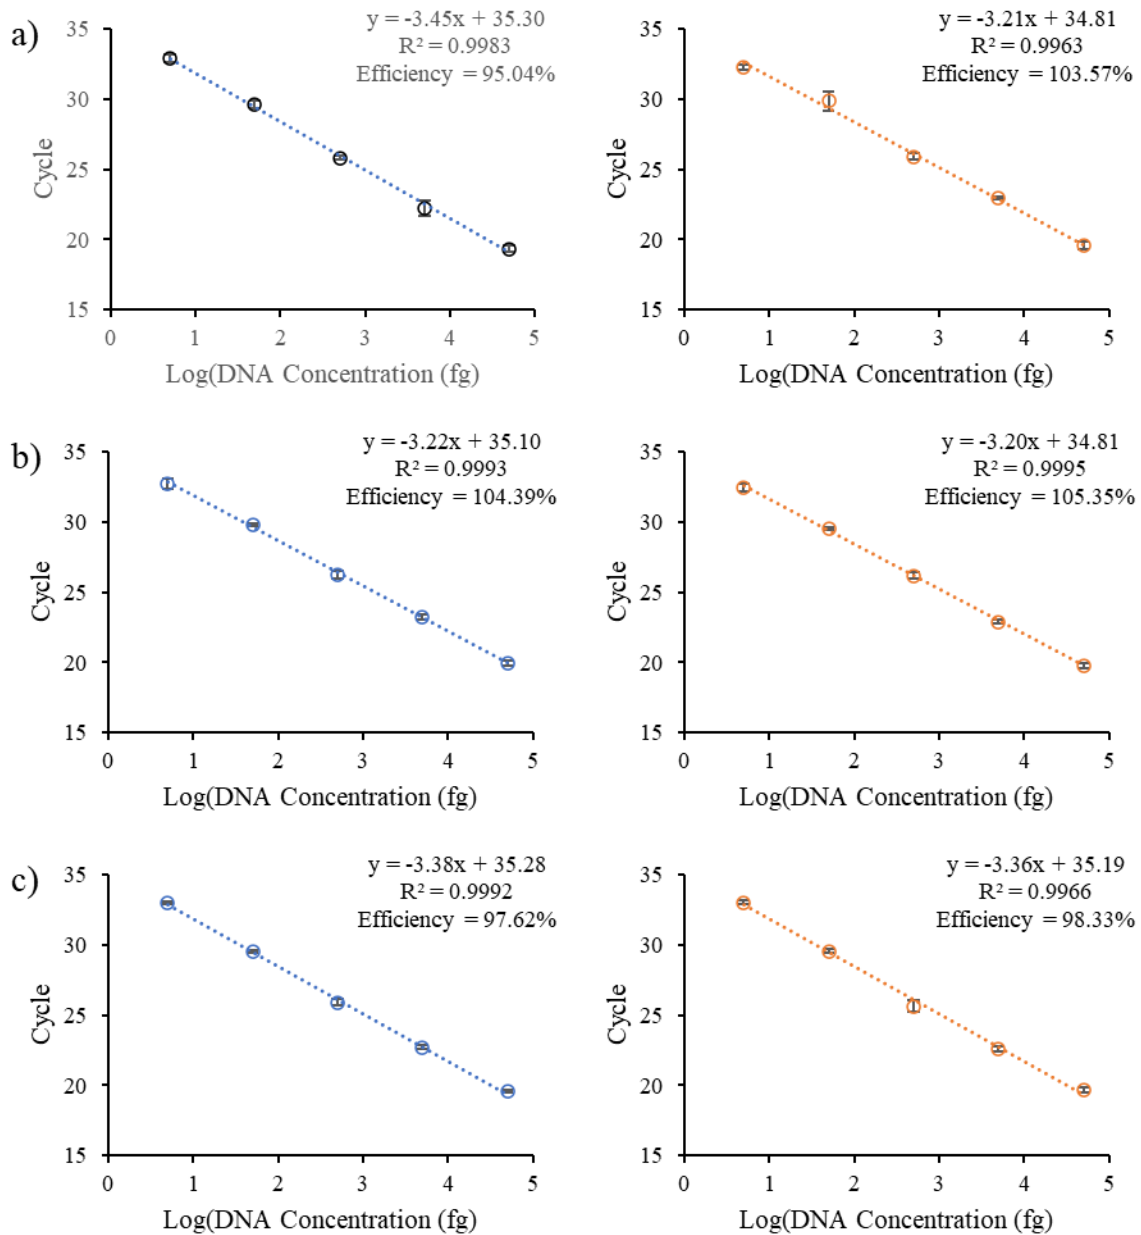 a)
y = -3.45x + 35.30
R² = 0.9983
Efficiency = 95.04%
35
30
25
20
15
Cycle
0 1 2 3 4 5
Log(DNA Concentration (fg)
y = -3.21x + 34.81
R² = 0.9963
Efficiency = 103.57%
35
30
25
20
15
Cycle
0 1 2 3 4 5
Log(DNA Concentration (fg)
b)
y = -3.22x + 35.10
R² = 0.9993
Efficiency = 104.39%
35
30
25
20
15
Cycle
0 1 2 3 4 5
Log(DNA Concentration (fg)
y = -3.20x + 34.81
R² = 0.9995
Efficiency = 105.35%
35
30
25
20
15
Cycle
0 1 2 3 4 5
Log(DNA Concentration (fg)
c)
y = -3.38x + 35.28
R² = 0.9992
Efficiency = 97.62%
35
30
25
20
15
Cycle
0 1 2 3 4 5
Log(DNA Concentration (fg)
y = -3.36x + 35.19
R² = 0.9966
Efficiency = 98.33%
35
30
25
20
15
Cycle
0 1 2 3 4 5
Log(DNA Concentration (fg)